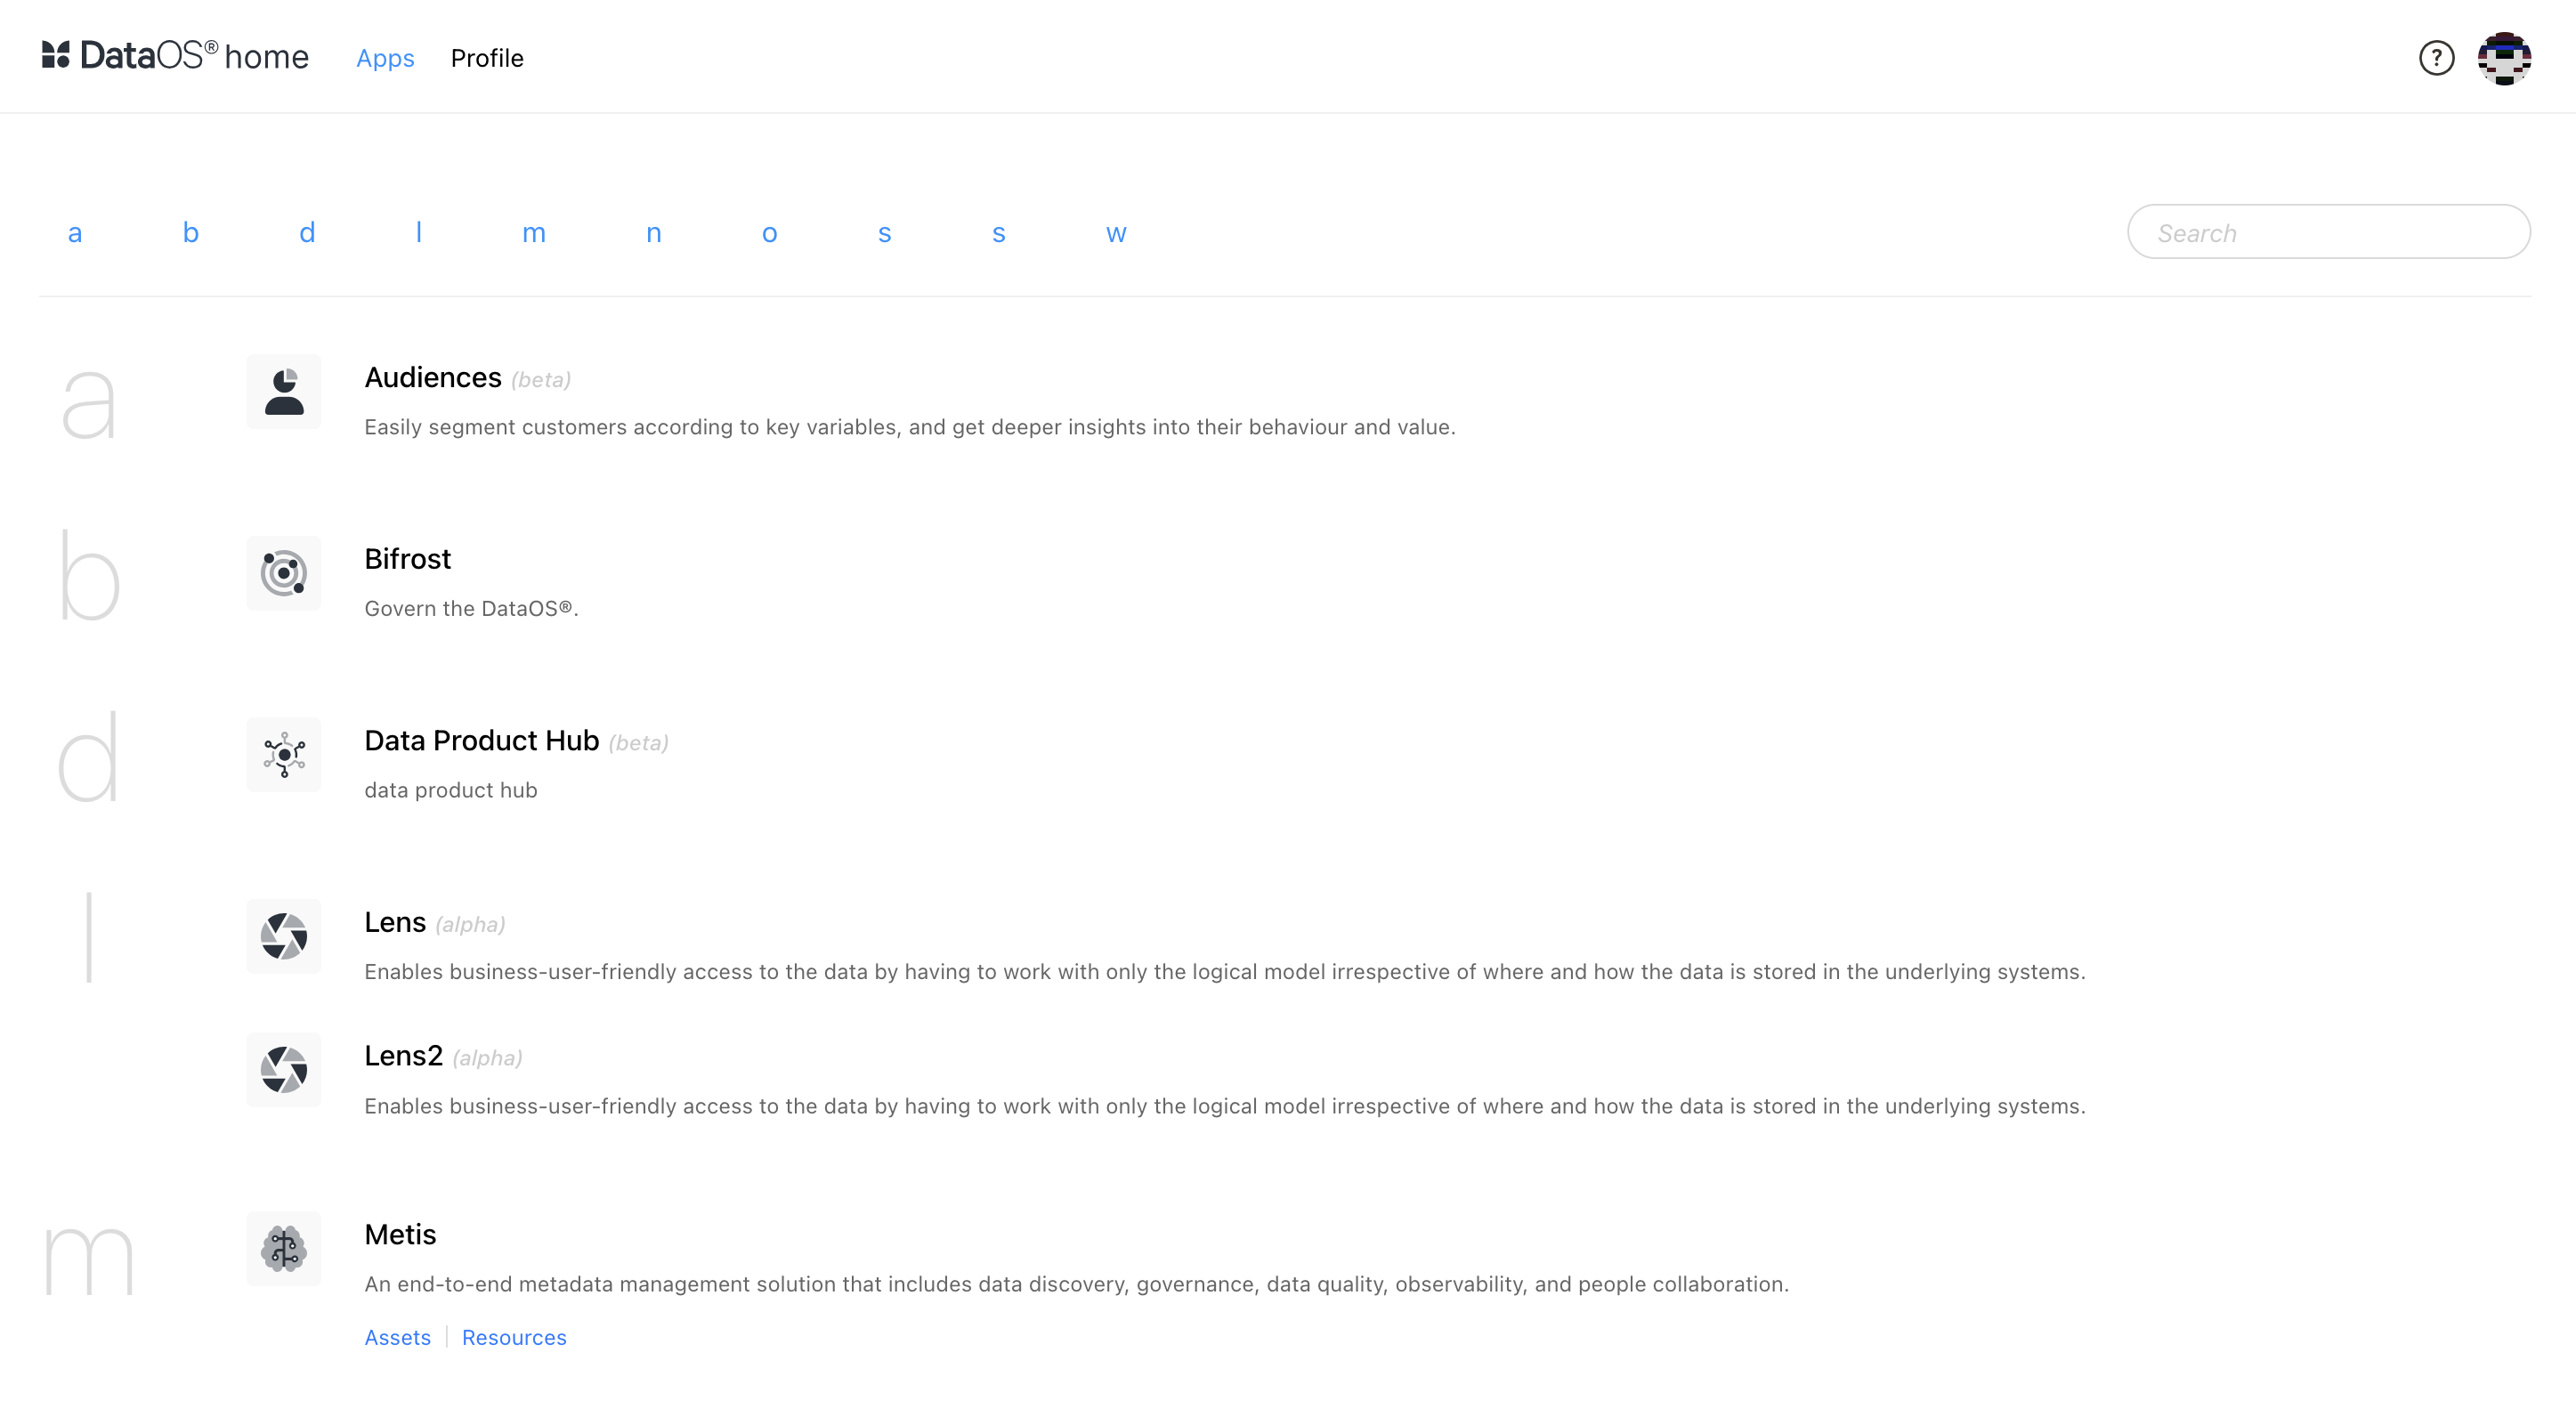 DataOS® home Apps Profile ?
a b d l m n o s s w Search
a
Audiences (beta)
Easily segment customers according to key variables, and get deeper insights into their behaviour and value.
b
Bifrost
Govern the DataOS®.
d
Data Product Hub (beta)
data product hub
l
Lens (alpha)
Enables business-user-friendly access to the data by having to work with only the logical model irrespective of where and how the data is stored in the underlying systems.
Lens2 (alpha)
Enables business-user-friendly access to the data by having to work with only the logical model irrespective of where and how the data is stored in the underlying systems.
m
Metis
An end-to-end metadata management solution that includes data discovery, governance, data quality, observability, and people collaboration.
Assets | Resources